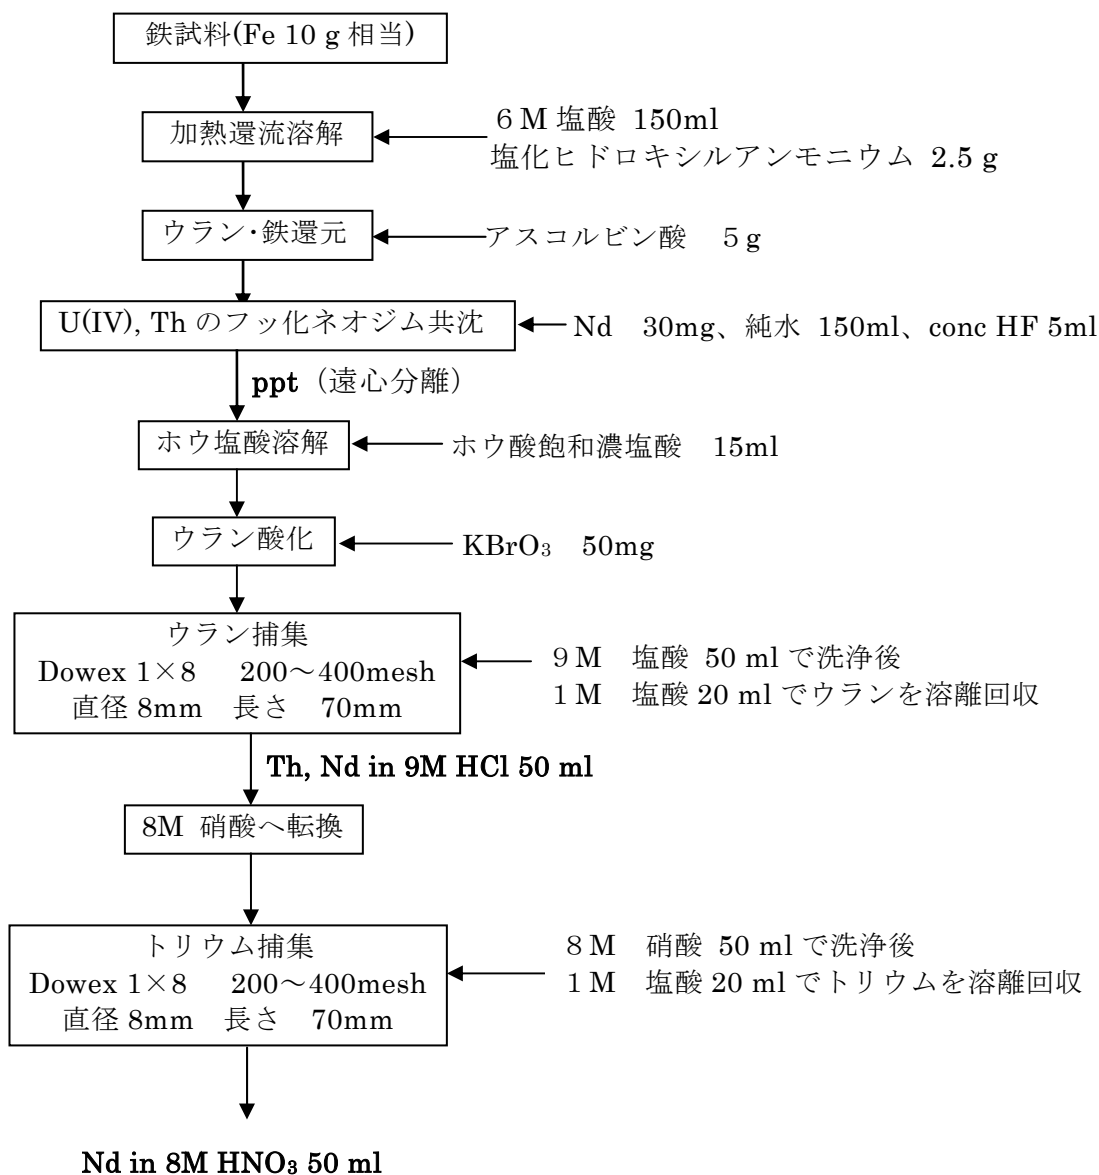 鉄試料(Fe 10 g 相当)
加熱還流溶解
６M 塩酸 150ml
塩化ヒドロキシルアンモニウム 2.5 g
ウラン･鉄還元
アスコルビン酸　５g
U(IV), Th のフッ化ネオジム共沈
Nd　30mg、純水 150ml、conc HF 5ml
ppt（遠心分離）
ホウ塩酸溶解
ホウ酸飽和濃塩酸　15ml
ウラン酸化
KBrO₃　50mg
ウラン捕集
Dowex 1×8　200～400mesh
直径 8mm　長さ　70mm
９M　塩酸 50 ml で洗浄後
１M　塩酸 20 ml でウランを溶離回収
Th, Nd in 9M HCl 50 ml
8M 硝酸へ転換
トリウム捕集
Dowex 1×8　200～400mesh
直径 8mm　長さ　70mm
８M　硝酸 50 ml で洗浄後
１M　塩酸 20 ml でトリウムを溶離回収
Nd in 8M HNO₃ 50 ml